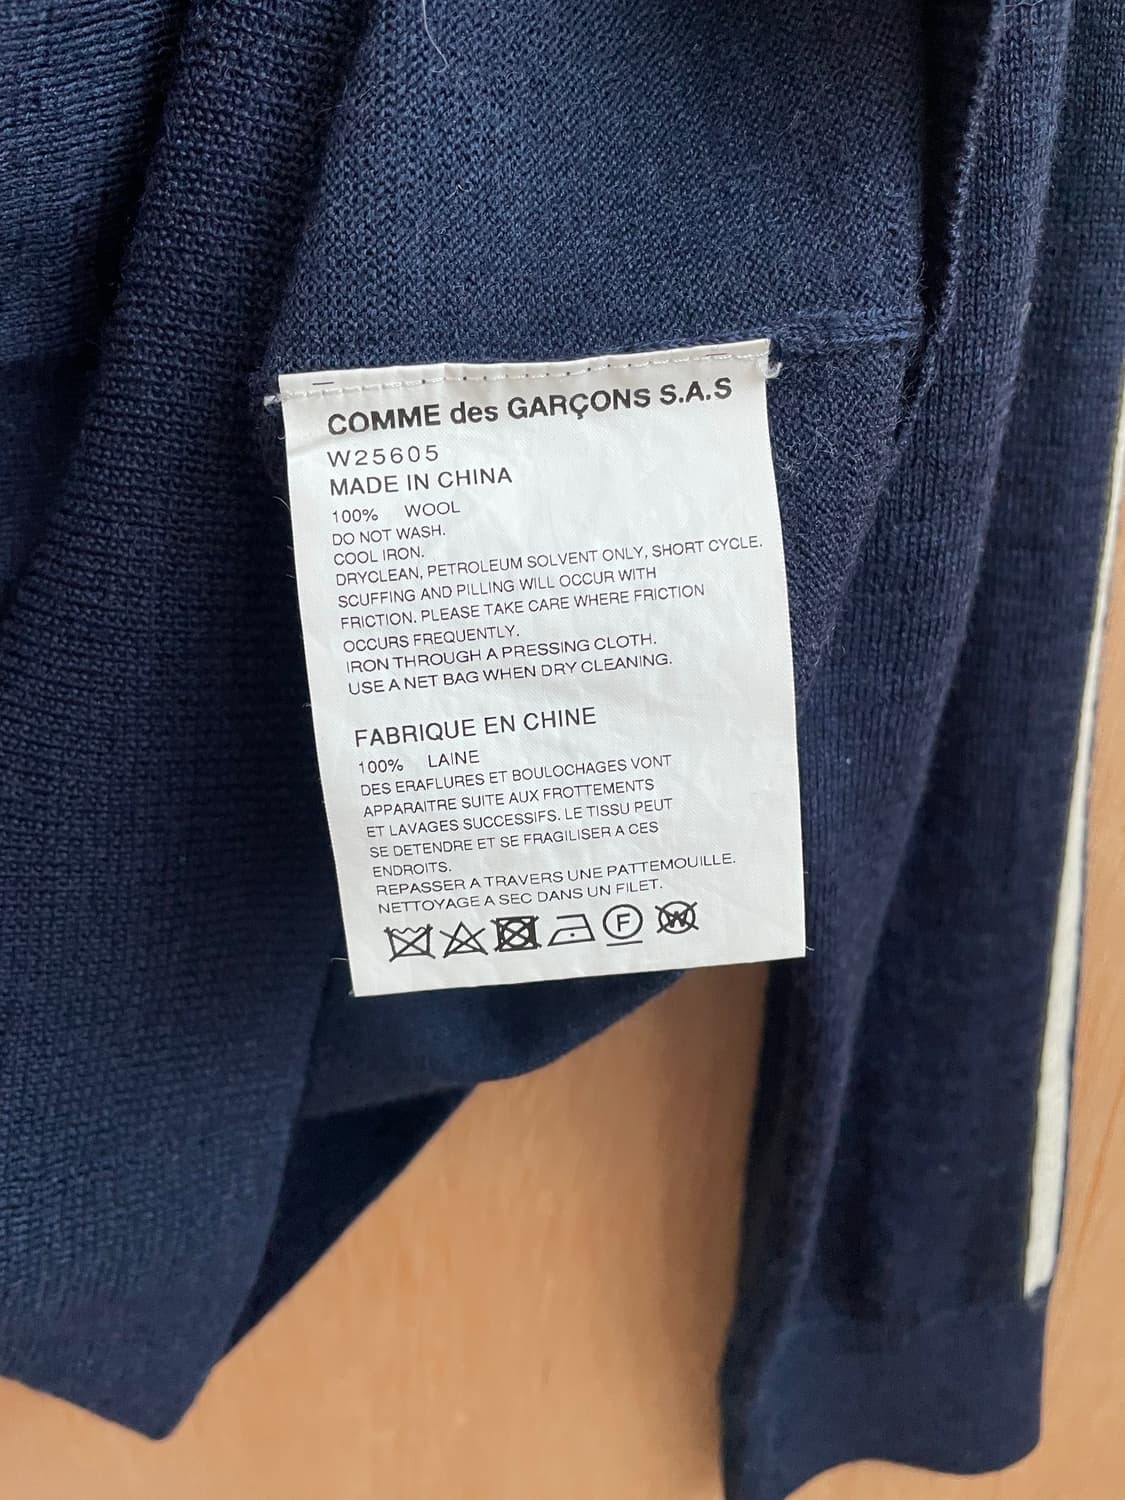 COMME des GARÇONS S.A.S
W25605
MADE IN CHINA
100% WOOL
DO NOT WASH.
COOL IRON.
DRYCLEAN, PETROLEUM SOLVENT ONLY, SHORT CYCLE.
SCUFFING AND PILLING WILL OCCUR WITH
FRICTION. PLEASE TAKE CARE WHERE FRICTION
OCCURS FREQUENTLY.
IRON THROUGH A PRESSING CLOTH.
USE A NET BAG WHEN DRY CLEANING.
FABRIQUE EN CHINE
100% LAINE
DES ERAFLURES ET BOULOCHAGES VONT
APPARAITRE SUITE AUX FROTTEMENTS
ET LAVAGES SUCCESSIFS. LE TISSU PEUT
SE DETENDRE ET SE FRAGILISER A CES
ENDROITS.
REPASSER A TRAVERS UNE PATTEMOUILLE.
NETTOYAGE A SEC DANS UN FILET.
F W